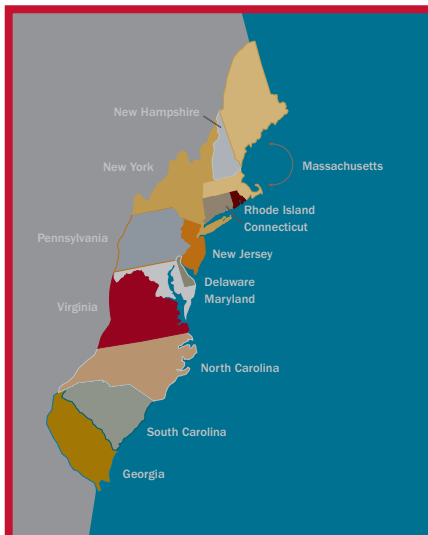 New Hampshire
New York
Massachusetts
Rhode Island
Connecticut
Pennsylvania
New Jersey
Delaware
Maryland
Virginia
North Carolina
South Carolina
Georgia